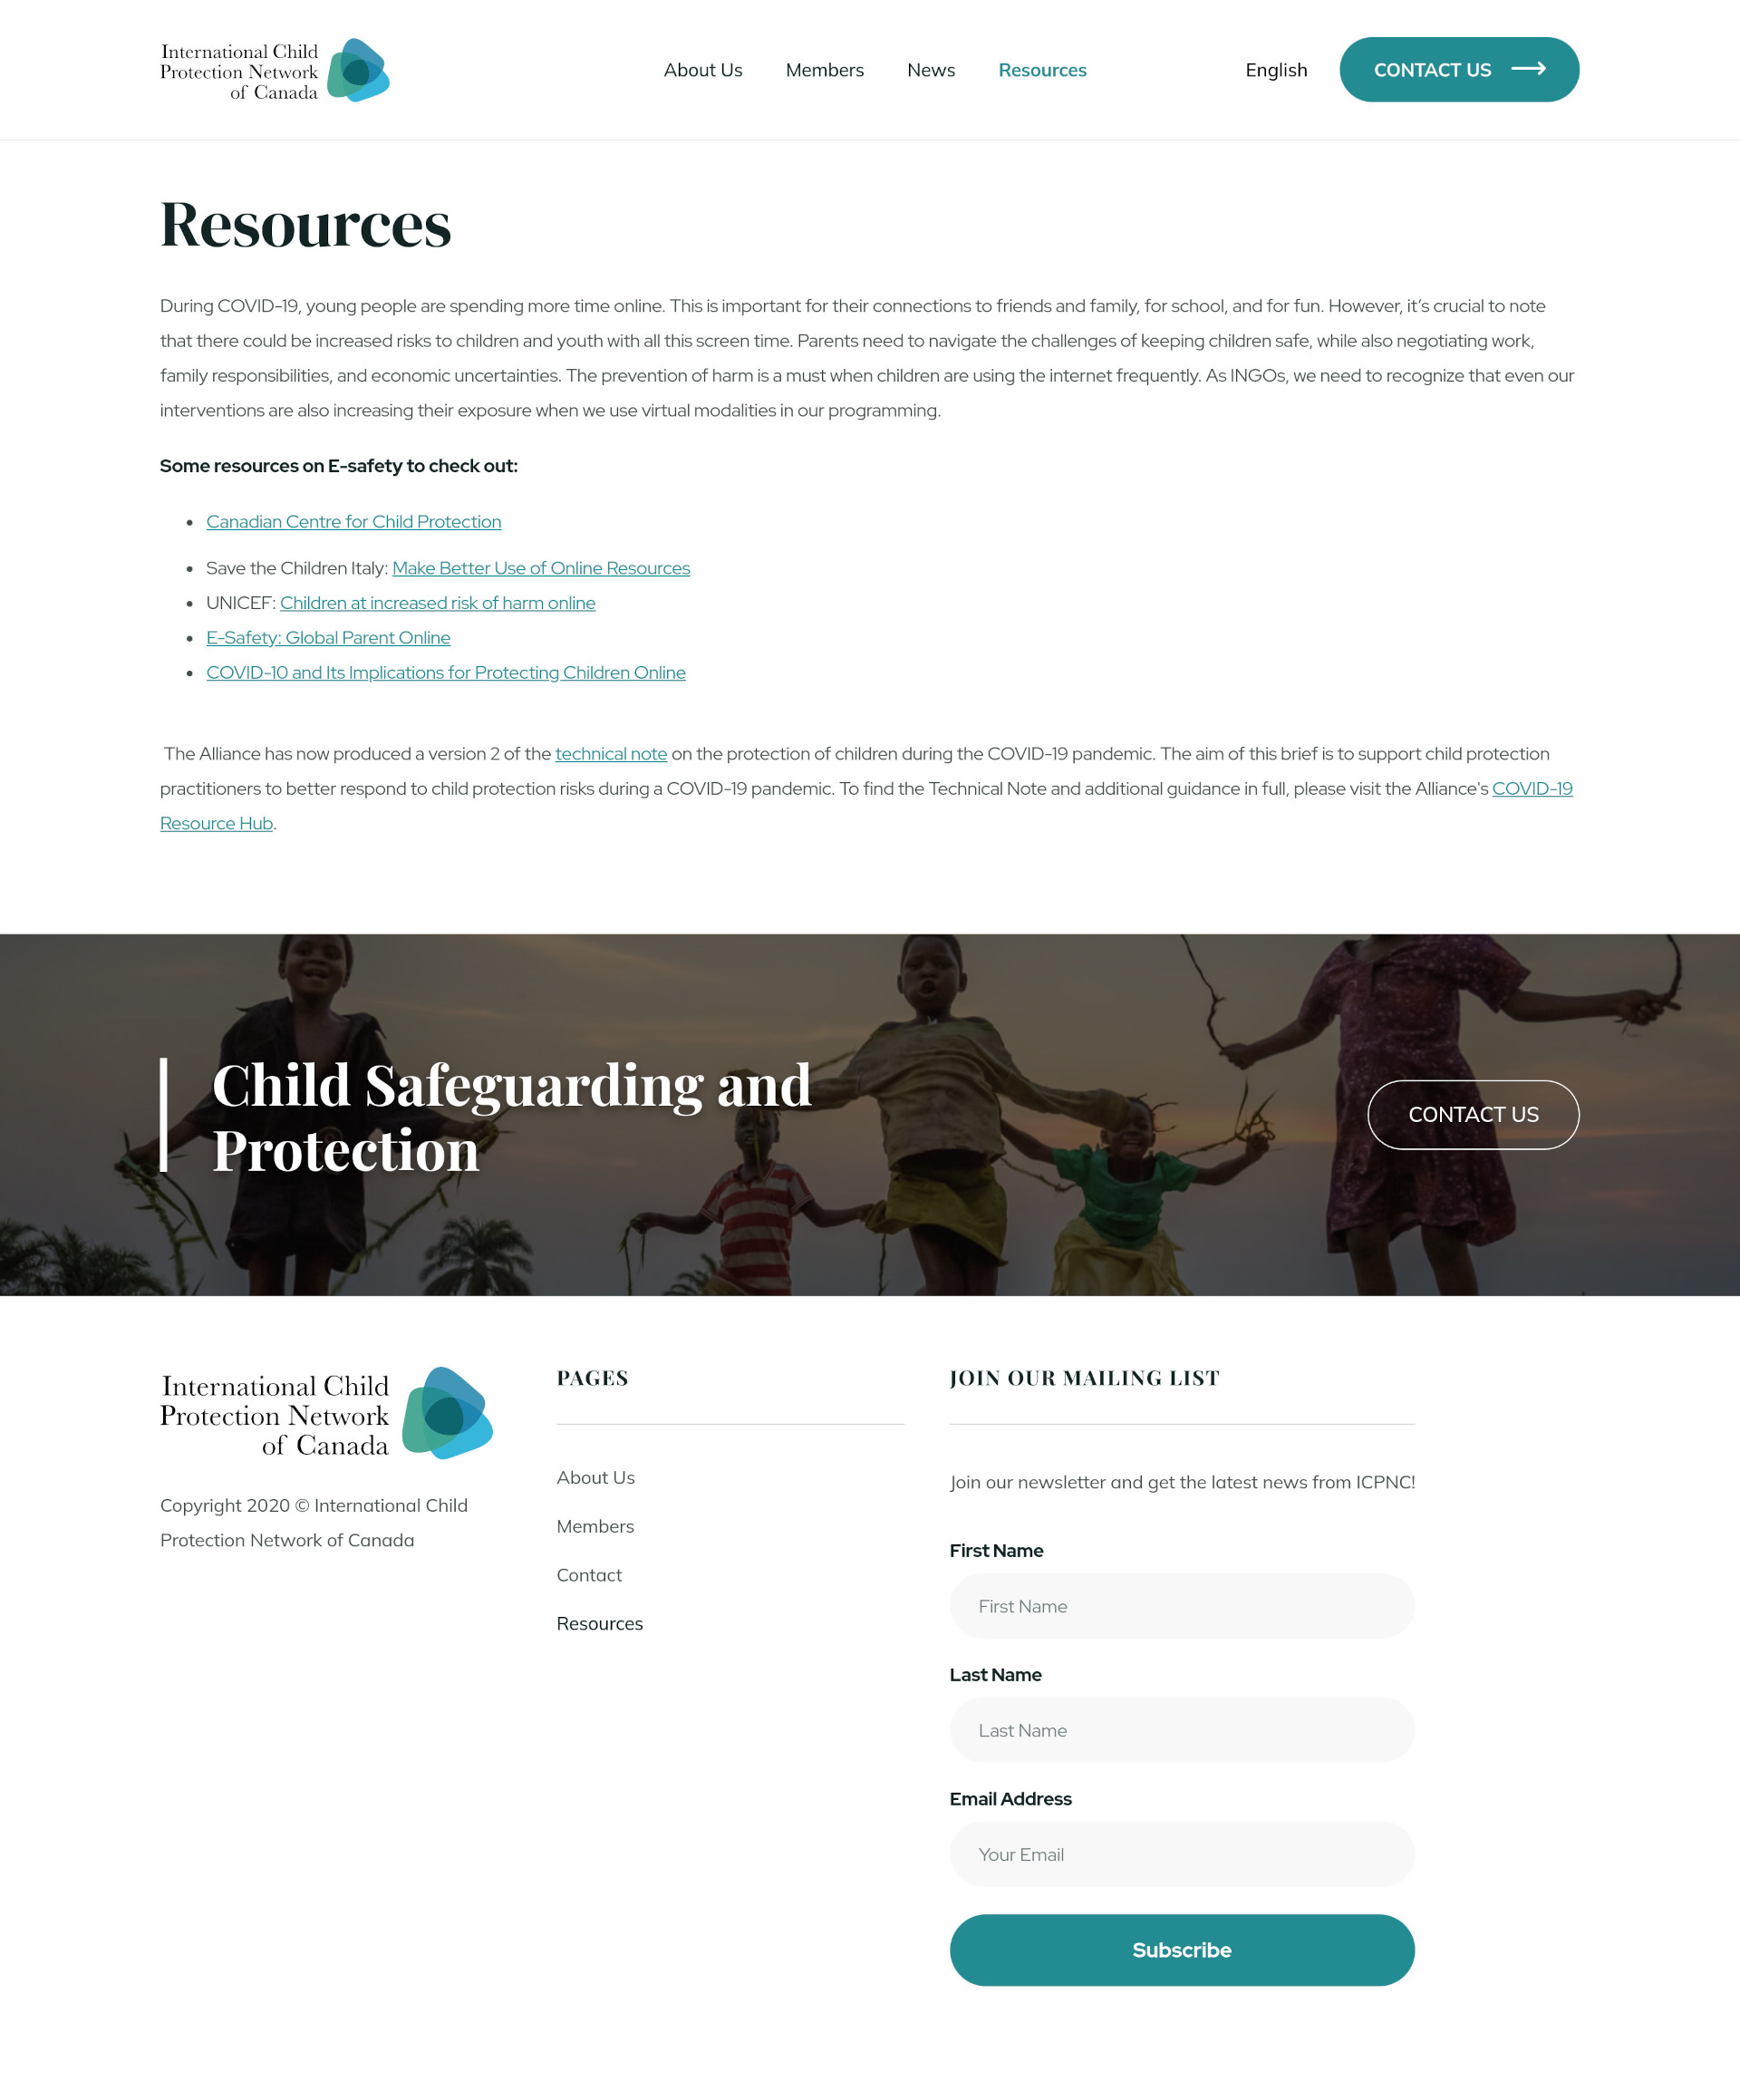 International Child
Protection Network
of Canada
About Us
Members
News
Resources
English
CONTACT US
Resources
During COVID-19, young people are spending more time online. This is important for their connections to friends and family, for school, and for fun. However, it’s crucial to note
that there could be increased risks to children and youth with all this screen time. Parents need to navigate the challenges of keeping children safe, while also negotiating work,
family responsibilities, and economic uncertainties. The prevention of harm is a must when children are using the internet frequently. As INGOs, we need to recognize that even our
interventions are also increasing their exposure when we use virtual modalities in our programming.
Some resources on E-safety to check out:
• Canadian Centre for Child Protection
• Save the Children Italy: Make Better Use of Online Resources
• UNICEF: Children at increased risk of harm online
• E-Safety: Global Parent Online
• COVID-10 and Its Implications for Protecting Children Online
The Alliance has now produced a version 2 of the technical note on the protection of children during the COVID-19 pandemic. The aim of this brief is to support child protection
practitioners to better respond to child protection risks during a COVID-19 pandemic. To find the Technical Note and additional guidance in full, please visit the Alliance's COVID-19
Resource Hub.
Child Safeguarding and
Protection
CONTACT US
International Child
Protection Network
of Canada
Copyright 2020 © International Child
Protection Network of Canada
PAGES
About Us
Members
Contact
Resources
JOIN OUR MAILING LIST
Join our newsletter and get the latest news from ICPNC!
First Name
First Name
Last Name
Last Name
Email Address
Your Email
Subscribe